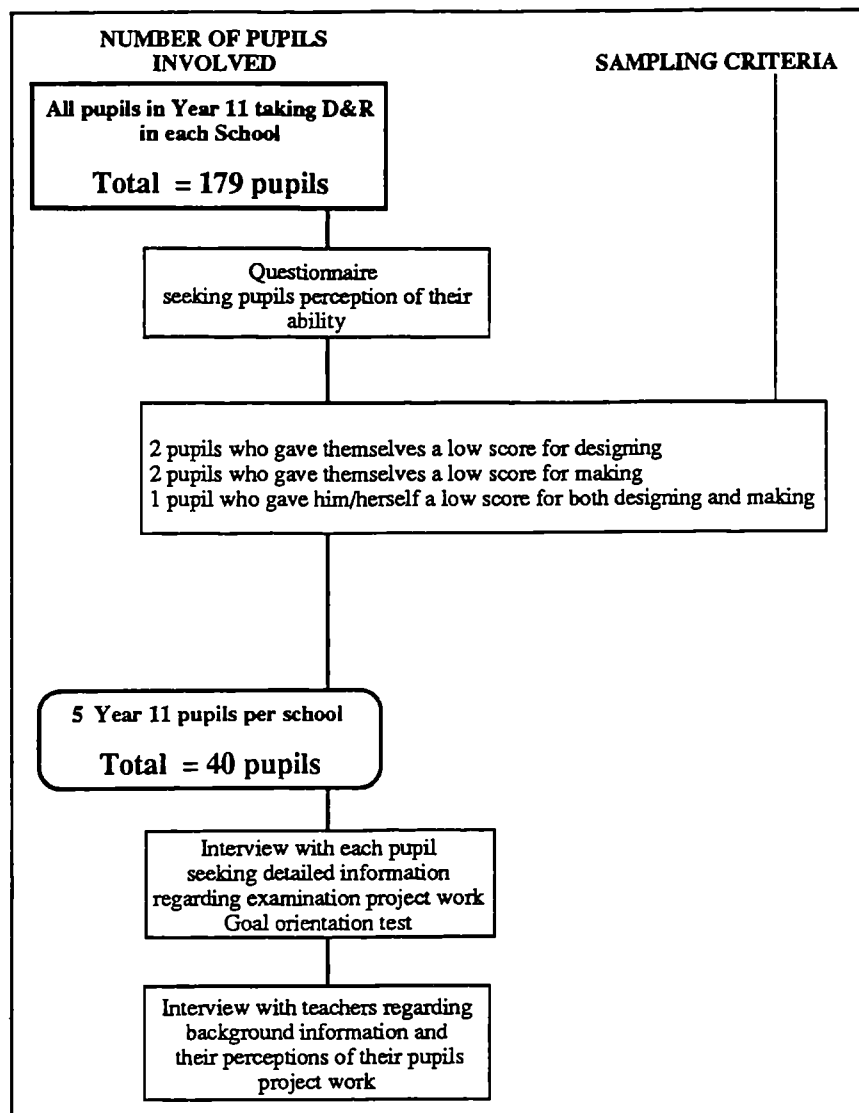 NUMBER OF PUPILS
INVOLVED
SAMPLING CRITERIA
All pupils in Year 11 taking D&R
in each School
Total = 179 pupils
Questionnaire
seeking pupils perception of their
ability
2 pupils who gave themselves a low score for designing
2 pupils who gave themselves a low score for making
1 pupil who gave him/herself a low score for both designing and making
5 Year 11 pupils per school
Total = 40 pupils
Interview with each pupil
seeking detailed information
regarding examination project work
Goal orientation test
Interview with teachers regarding
background information and
their perceptions of their pupils
project work